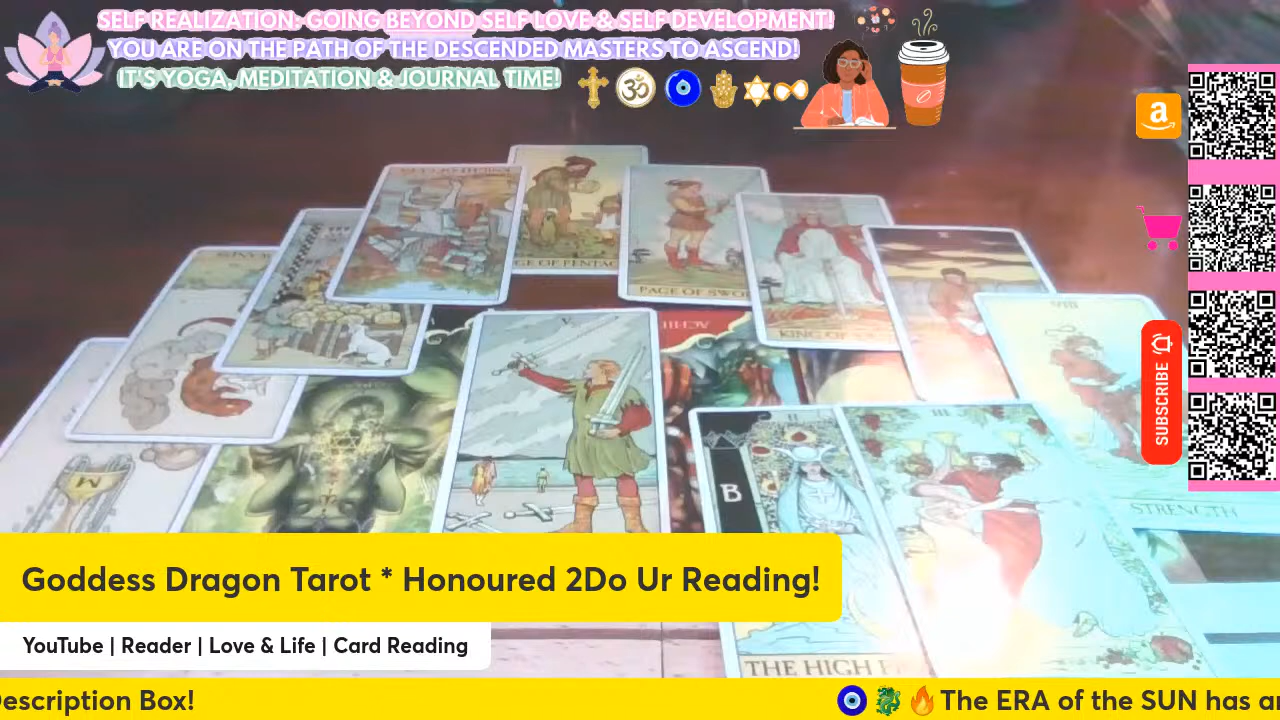 SELF REALIZATION: GOING BEYOND SELF LOVE & SELF DEVELOPMENT!
YOU ARE ON THE PATH OF THE DESCENDED MASTERS TO ASCEND!
IT'S YOGA, MEDITATION & JOURNAL TIME!
a
PAGE OF SWO
KING OF
SUBSCRIBE
V
II
III
B
STRENGTH
THE HIGH
Goddess Dragon Tarot * Honoured 2Do Ur Reading!
YouTube | Reader | Love & Life | Card Reading
escription Box!
The ERA of the SUN has a